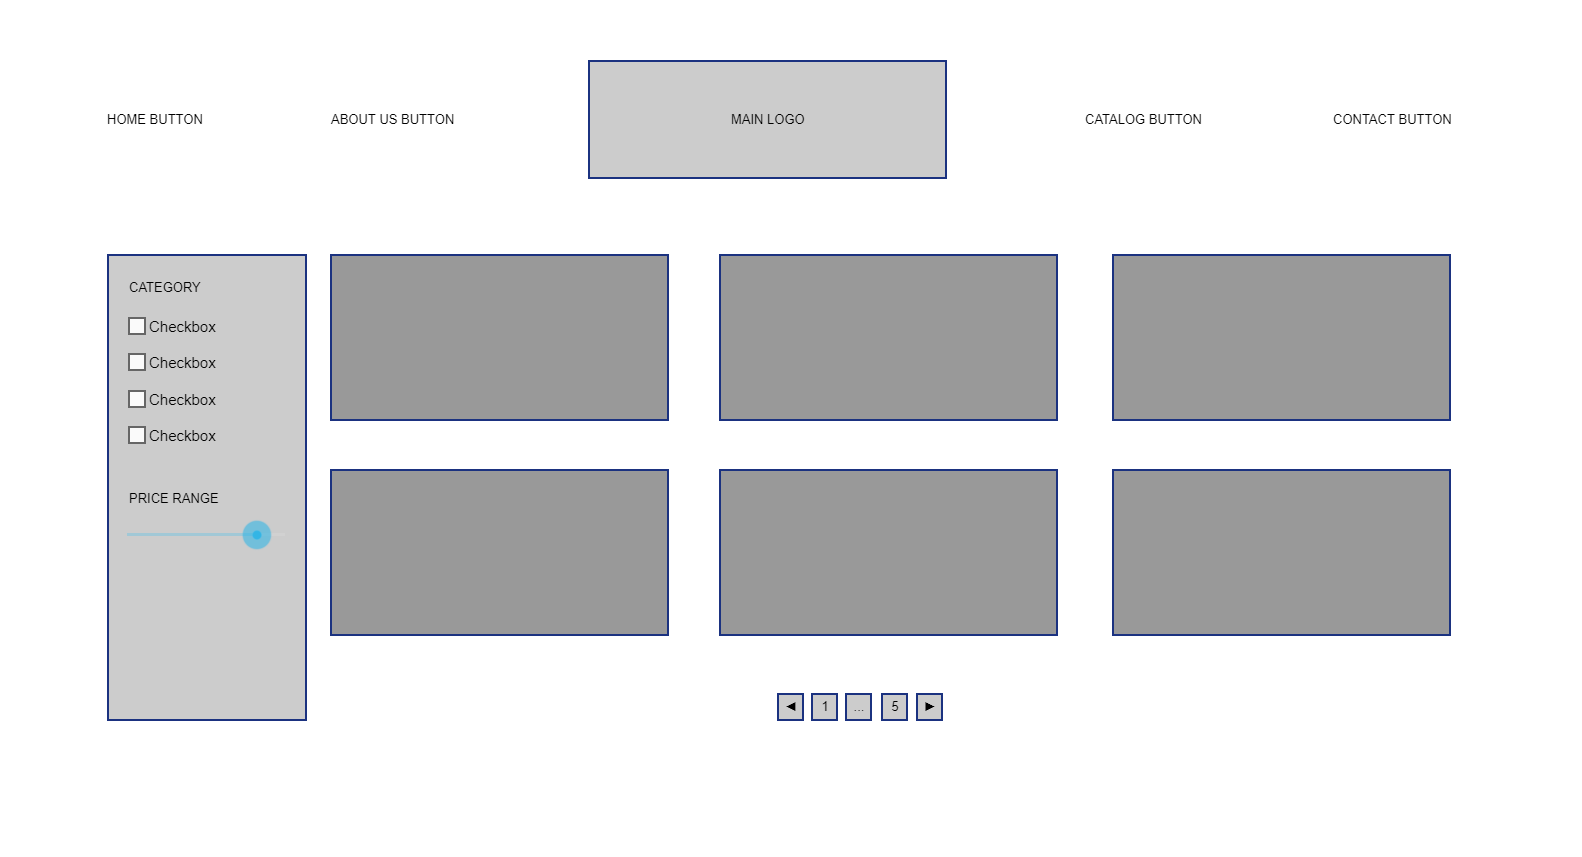 HOME BUTTON
ABOUT US BUTTON
MAIN LOGO
CATALOG BUTTON
CONTACT BUTTON
CATEGORY
Checkbox
Checkbox
Checkbox
Checkbox
PRICE RANGE
◄ 1 ... 5 ►